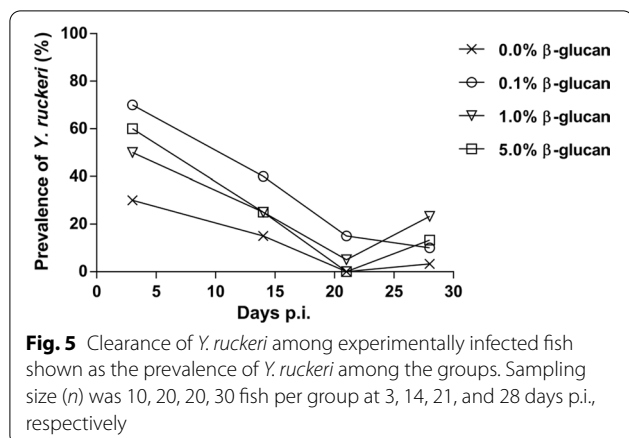 100
80
60
40
20
0
Prevalence of Y. ruckeri (%)
0 5 10 15 20 25 30
Days p.i.
0.0% β-glucan
0.1% β-glucan
1.0% β-glucan
5.0% β-glucan
Fig. 5 Clearance of Y. ruckeri among experimentally infected fish
shown as the prevalence of Y. ruckeri among the groups. Sampling
size (n) was 10, 20, 20, 30 fish per group at 3, 14, 21, and 28 days p.i.,
respectively